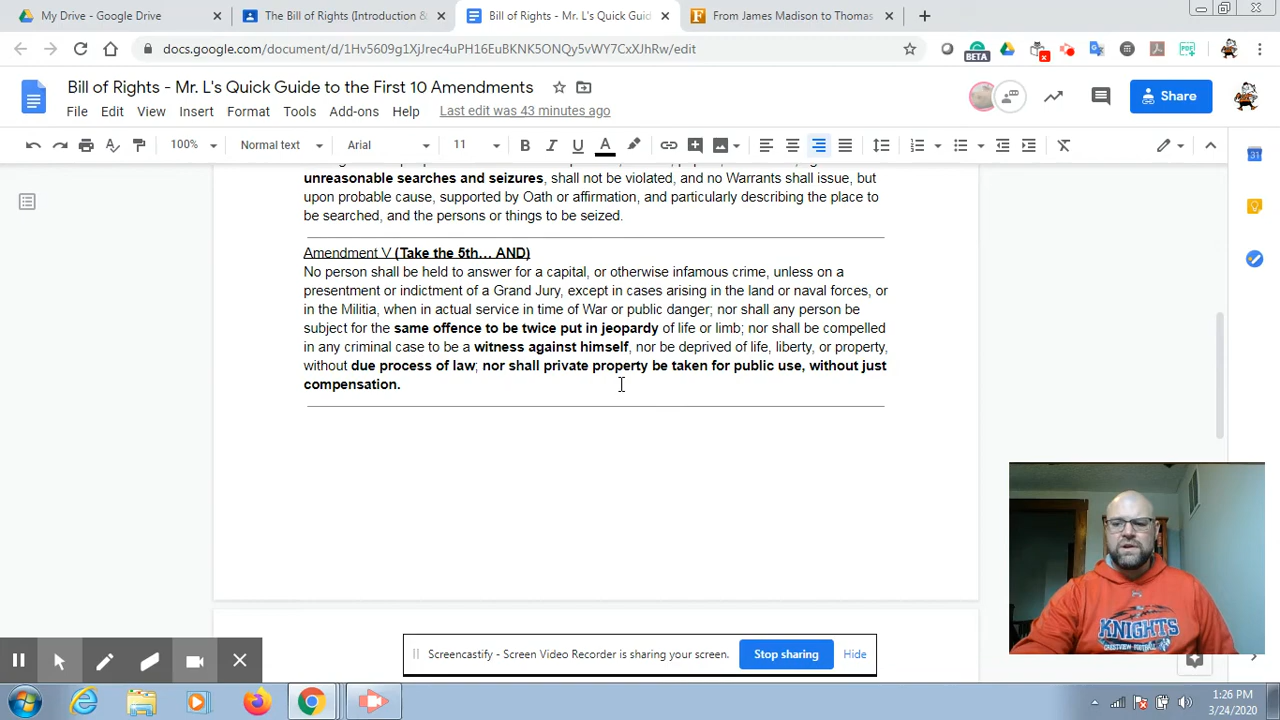 My Drive - Google Drive
The Bill of Rights (Introduction &
Bill of Rights - Mr. L's Quick Guid
From James Madison to Thomas
docs.google.com/document/d/1Hv5609g1XjJrec4uPH16EuBKNK5ONQy5vWY7CxXJhRw/edit
BETA
Bill of Rights - Mr. L's Quick Guide to the First 10 Amendments
File Edit View Insert Format Add-ons Help Last edit was 43 minutes ago
Share
100% Normal text Arial 11
unreasonable searches and seizures, shall not be violated, and no Warrants shall issue, but
upon probable cause, supported by Oath or affirmation, and particularly describing the place to
be searched, and the persons or things to be seized.
Amendment V (Take the 5th… AND)
No person shall be held to answer for a capital, or otherwise infamous crime, unless on a
presentment or indictment of a Grand Jury, except in cases arising in the land or naval forces, or
in the Militia, when in actual service in time of War or public danger; nor shall any person be
subject for the same offence to be twice put in jeopardy of life or limb; nor shall be compelled
in any criminal case to be a witness against himself, nor be deprived of life, liberty, or property,
without due process of law; nor shall private property be taken for public use, without just
compensation.
KNIGHTS
CRESTVIEW FOOTBALL
Screencastify - Screen Video Recorder is sharing your screen.
Stop sharing
Hide
1:26 PM
3/24/2020